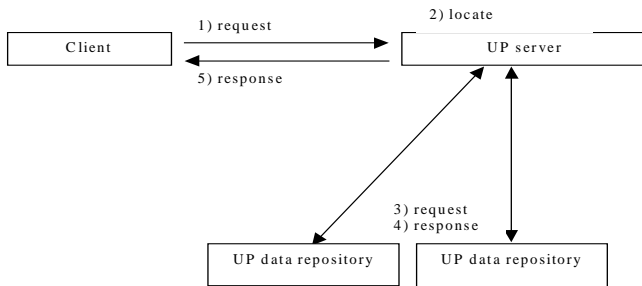 1) request
2) locate
Client
UP server
5) response
3) request
4) response
UP data repository
UP data repository